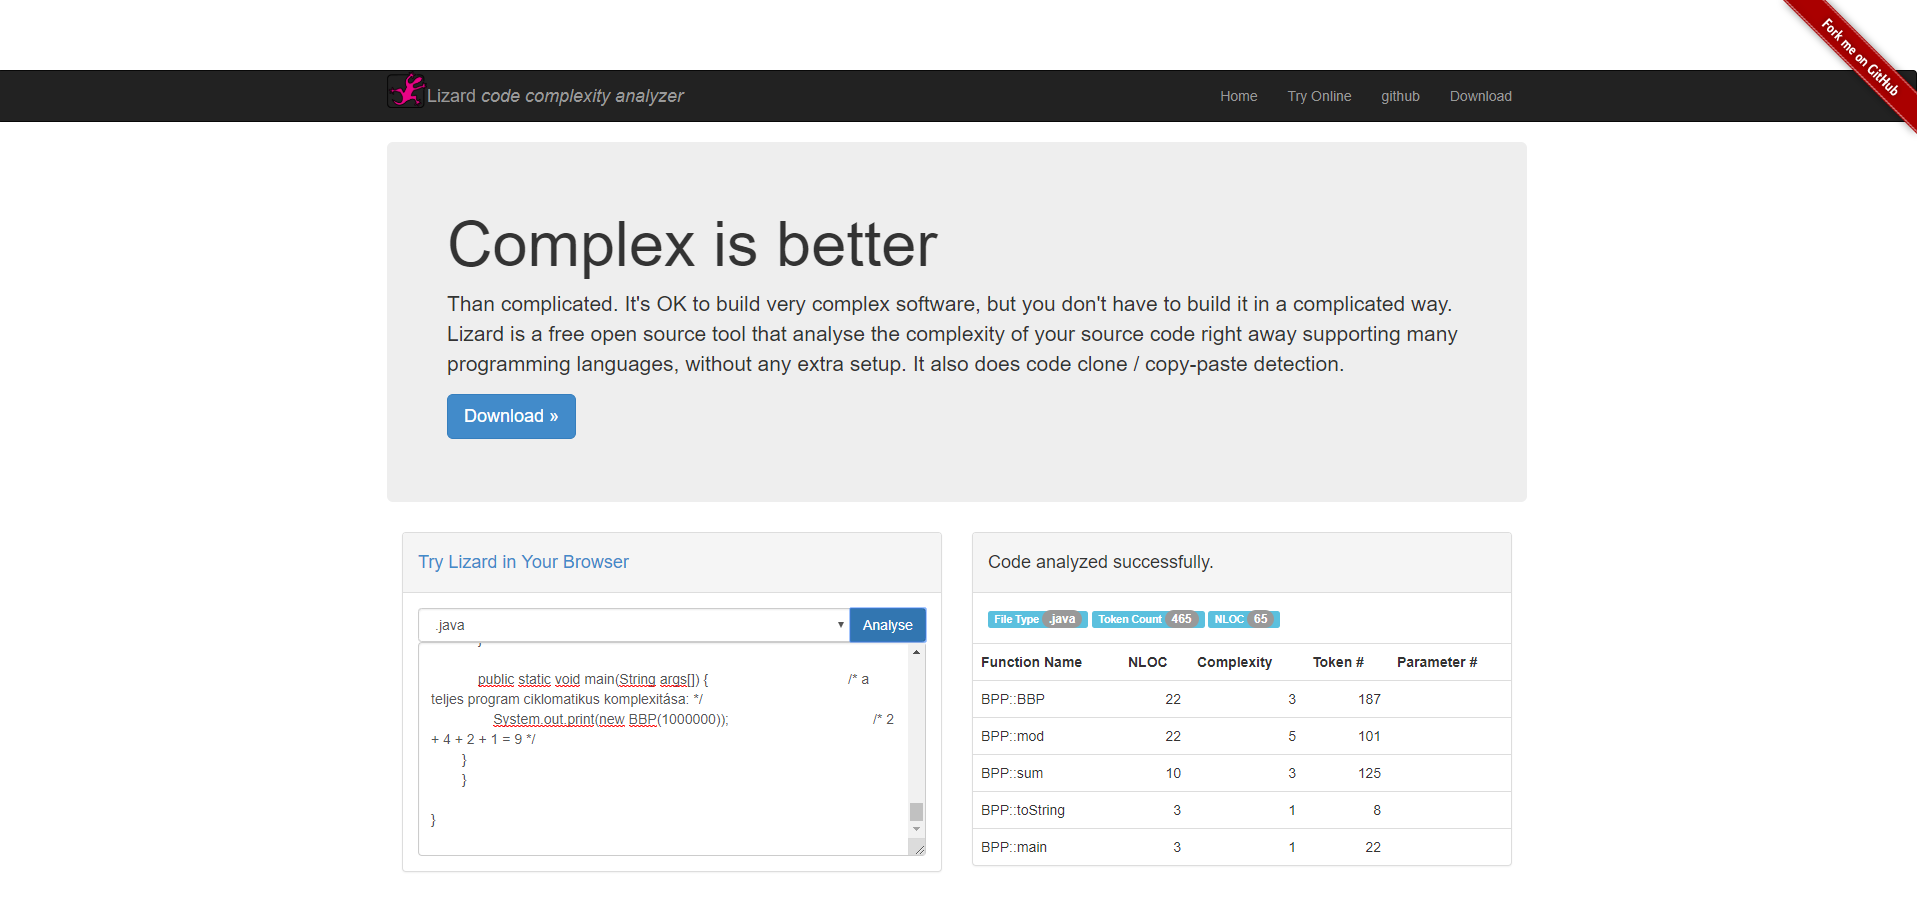 Fork me on GitHub
Lizard code complexity analyzer
Home Try Online github Download
Complex is better
Than complicated. It's OK to build very complex software, but you don't have to build it in a complicated way.
Lizard is a free open source tool that analyse the complexity of your source code right away supporting many
programming languages, without any extra setup. It also does code clone / copy-paste detection.
Download »
Try Lizard in Your Browser
.java Analyse
public static void main(String args[]) { /* a
teljes program ciklomatikus komplexitása: */
System.out.print(new BBP(1000000)); /* 2
+ 4 + 2 + 1 = 9 */
}
}
}
Code analyzed successfully.
File Type .java Token Count 465 NLOC 65
Function Name NLOC Complexity Token # Parameter #
BPP::BBP 22 3 187
BPP::mod 22 5 101
BPP::sum 10 3 125
BPP::toString 3 1 8
BPP::main 3 1 22